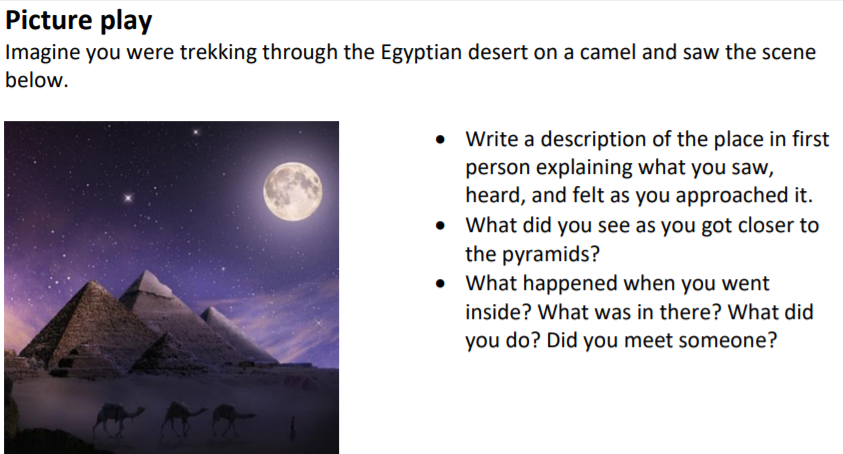 Picture play
Imagine you were trekking through the Egyptian desert on a camel and saw the scene
below.
• Write a description of the place in first
person explaining what you saw,
heard, and felt as you approached it.
• What did you see as you got closer to
the pyramids?
• What happened when you went
inside? What was in there? What did
you do? Did you meet someone?